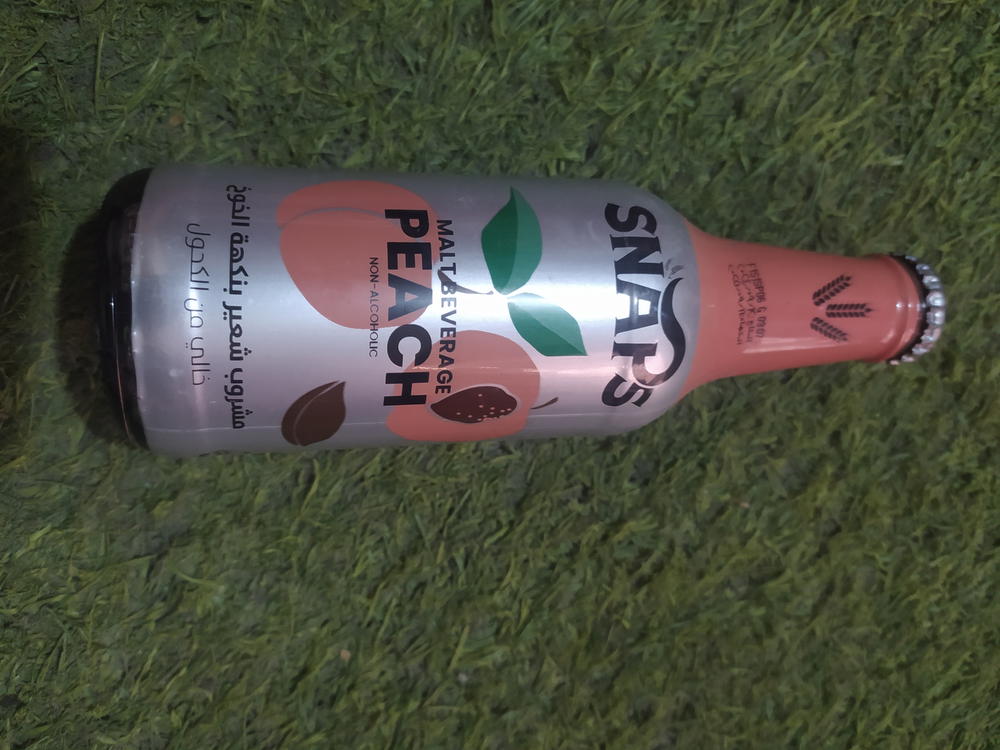 SNAPS
MALT BEVERAGE
PEACH
NON-ALCOHOLIC
مشروب شعير بنكهة الخوخ
خالي من الكحول